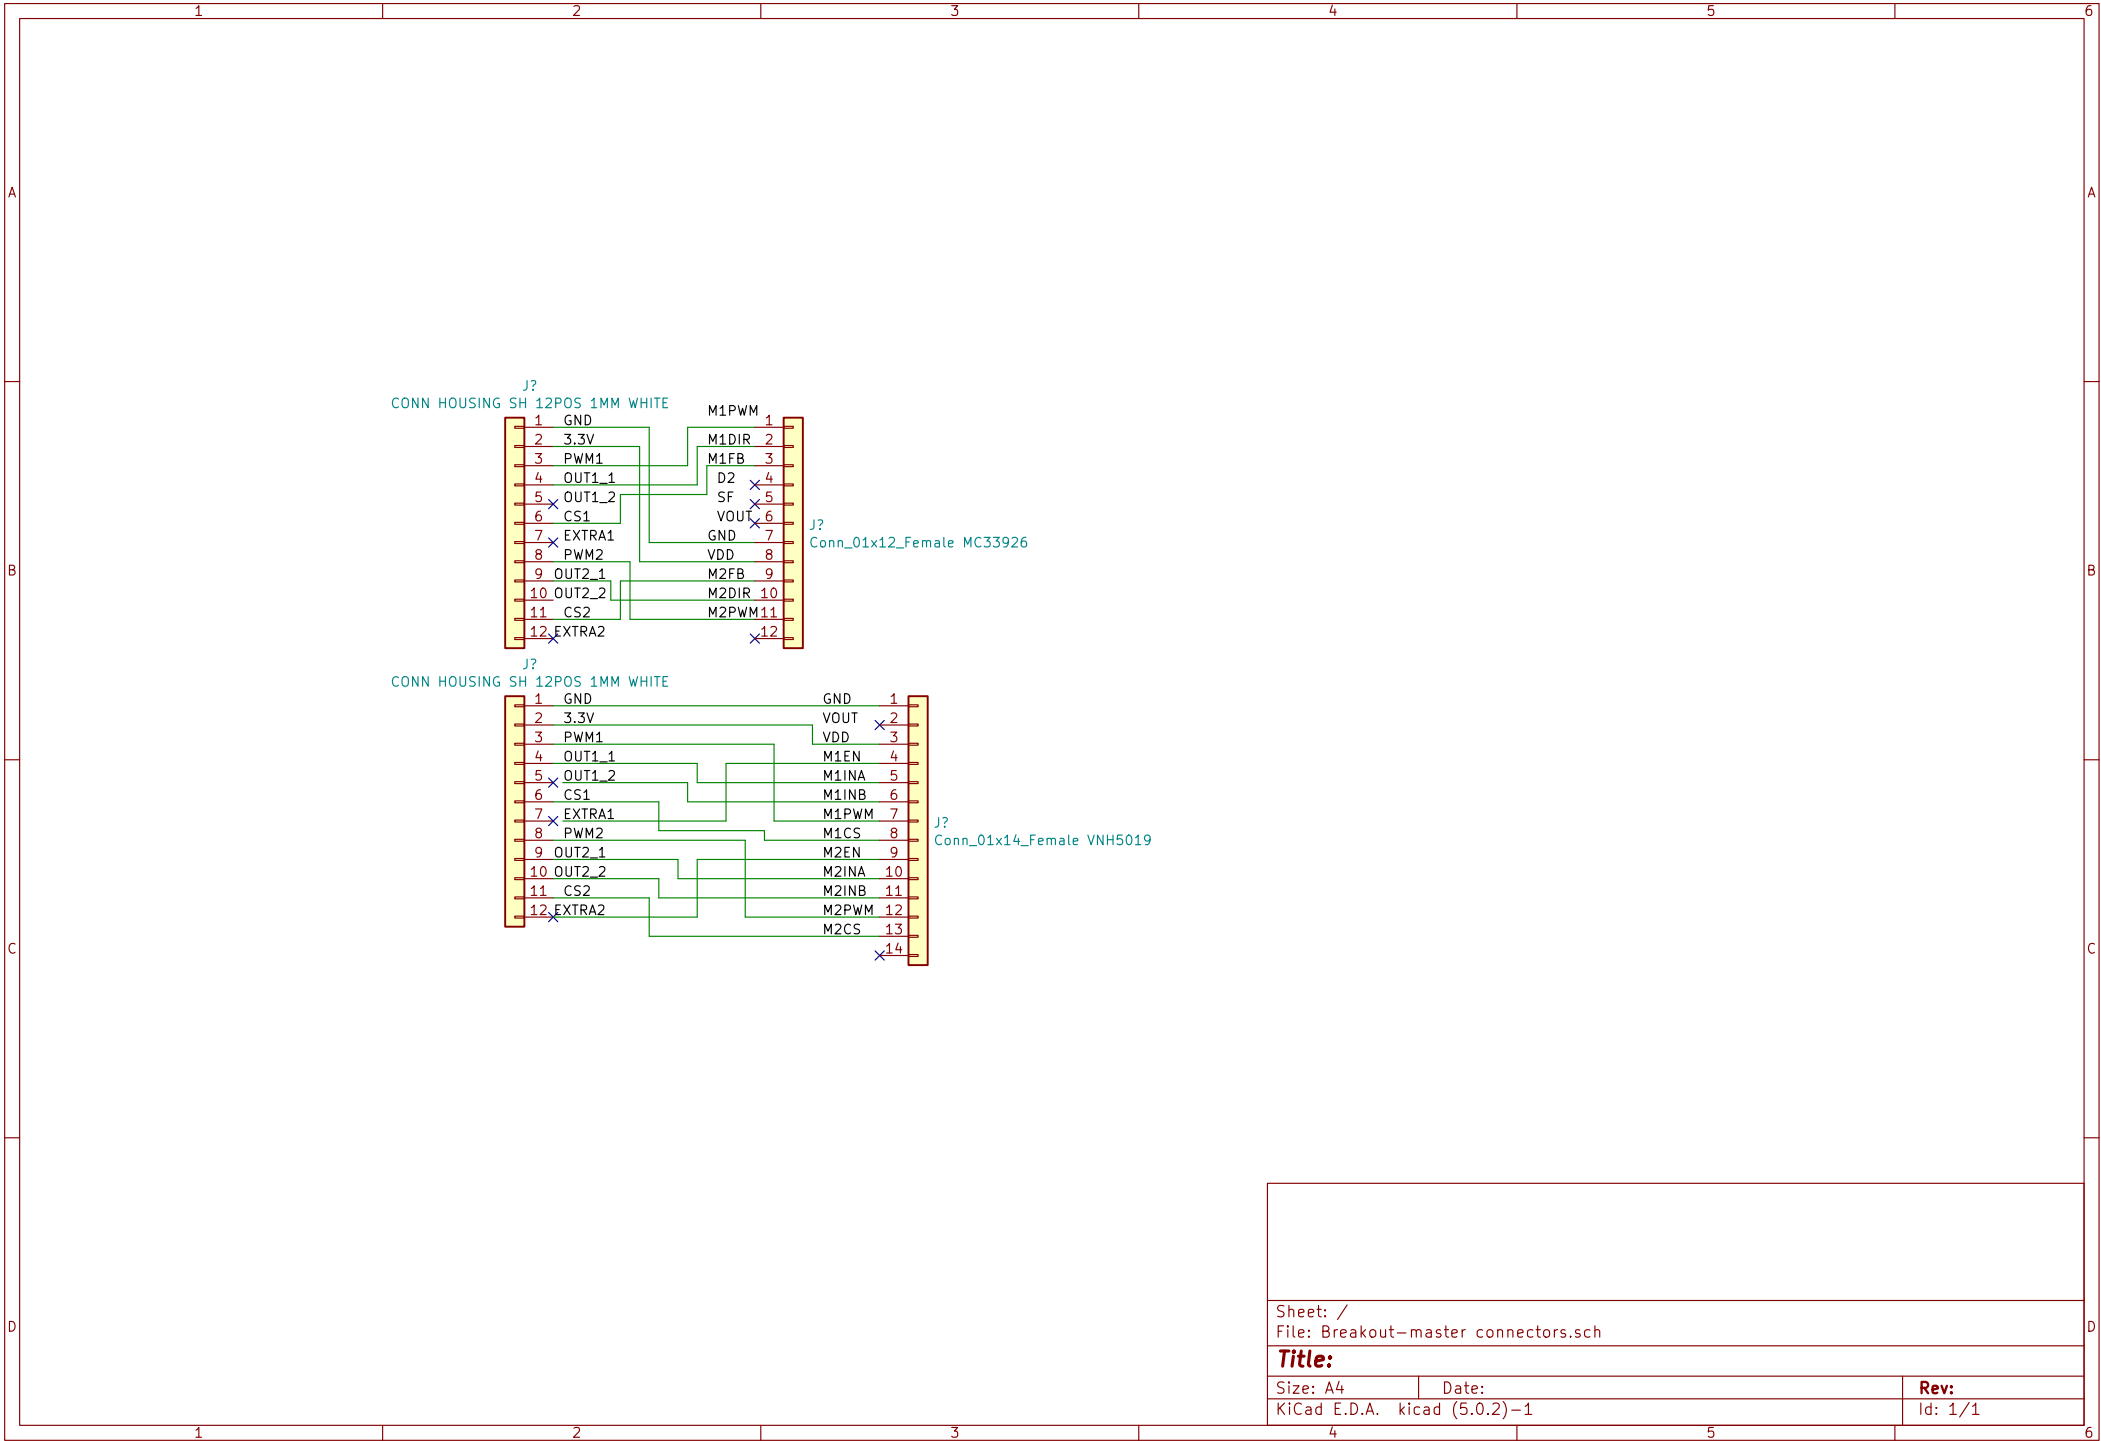 1 2 3 4 5 6
A A
J?
CONN HOUSING SH 12POS 1MM WHITE
M1PWM
1 GND 1
2 3.3V M1DIR 2
3 PWM1 M1FB 3
4 OUT1_1 D2 4
5 OUT1_2 SF 5
6 CS1 VOUT 6
J?
7 EXTRA1 GND 7
Conn_01x12_Female MC33926
8 PWM2 VDD 8
B B
9 OUT2_1 M2FB 9
10 OUT2_2 M2DIR 10
11 CS2 M2PWM 11
12 EXTRA2 12
J?
CONN HOUSING SH 12POS 1MM WHITE
1 GND GND 1
2 3.3V VOUT 2
3 PWM1 VDD 3
4 OUT1_1 M1EN 4
5 OUT1_2 M1INA 5
6 CS1 M1INB 6
7 EXTRA1 M1PWM 7
J?
8 PWM2 M1CS 8
Conn_01x14_Female VNH5019
9 OUT2_1 M2EN 9
10 OUT2_2 M2INA 10
11 CS2 M2INB 11
12 EXTRA2 M2PWM 12
M2CS 13
C 14 C
Sheet: /
D D
File: Breakout-master connectors.sch
Title:
Size: A4 Date: Rev:
KiCad E.D.A. kicad (5.0.2)-1 Id: 1/1
1 2 3 4 5 6